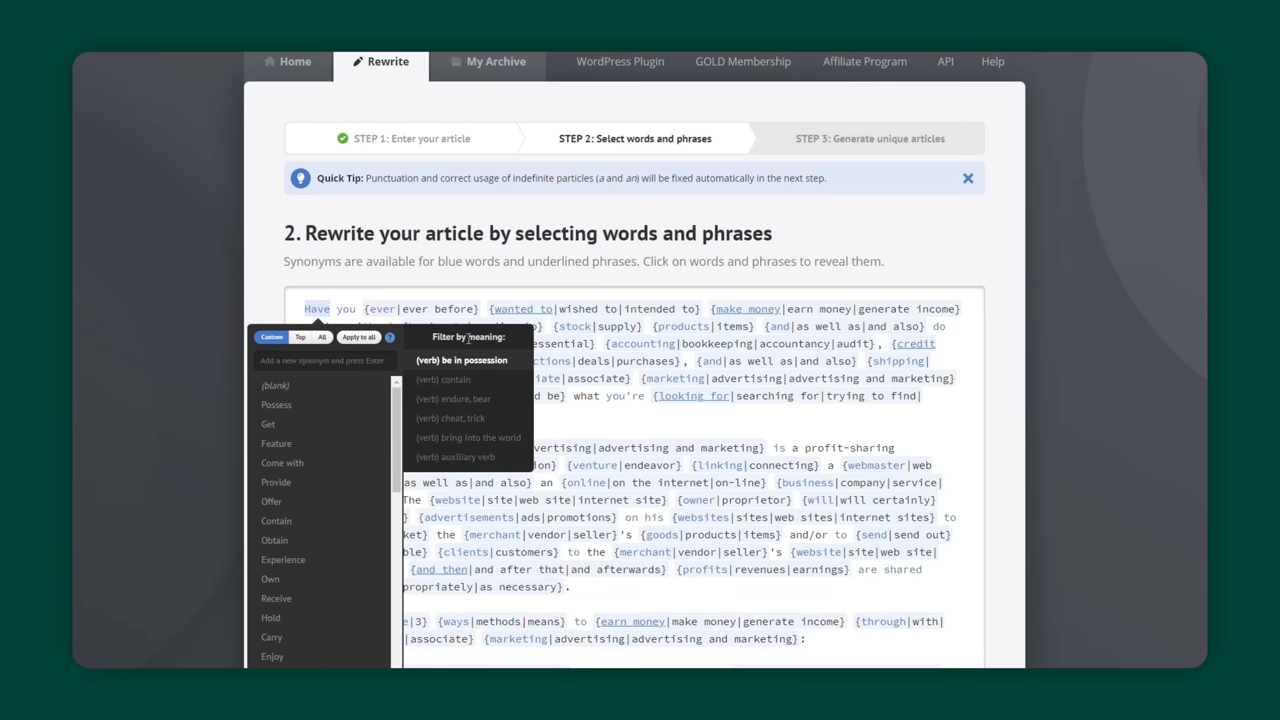 Home Rewrite My Archive WordPress Plugin GOLD Membership Affiliate Program API Help
STEP 1: Enter your article STEP 2: Select words and phrases STEP 3: Generate unique articles
Quick Tip: Punctuation and correct usage of indefinite particles (a and an) will be fixed automatically in the next step.
2. Rewrite your article by selecting words and phrases
Synonyms are available for blue words and underlined phrases. Click on words and phrases to reveal them.
Have you {ever|ever before} {wanted to|wished to|intended to} {make money|earn money|generate income}
{stock|supply} {products|items} {and|as well as|and also} do
essential} {accounting|bookkeeping|accountancy|audit}, {credit
ctions|deals|purchases}, {and|as well as|and also} {shipping|
iate|associate} {marketing|advertising|advertising and marketing}
d be} what you're {looking for|searching for|trying to find|
vertising|advertising and marketing} is a profit-sharing
ion} {venture|endeavor} {linking|connecting} a {webmaster|web
as well as|and also} an {online|on the internet|on-line} {business|company|service|
The {website|site|web site|internet site} {owner|proprietor} {will|will certainly}
} {advertisements|ads|promotions} on his {websites|sites|web sites|internet sites} to
ket} the {merchant|vendor|seller}'s {goods|products|items} and/or to {send|send out}
ble} {clients|customers} to the {merchant|vendor|seller}'s {website|site|web site|
{and then|and after that|and afterwards} {profits|revenues|earnings} are shared
propriately|as necessary}.
e|3} {ways|methods|means} to {earn money|make money|generate income} {through|with|
|associate} {marketing|advertising|advertising and marketing}:
Custom Top All Apply to all ?
Add a new synonym and press Enter
(blank)
Possess
Get
Feature
Come with
Provide
Offer
Contain
Obtain
Experience
Own
Receive
Hold
Carry
Enjoy
Filter by meaning:
(verb) be in possession
(verb) contain
(verb) endure, bear
(verb) cheat, trick
(verb) bring into the world
(verb) auxiliary verb